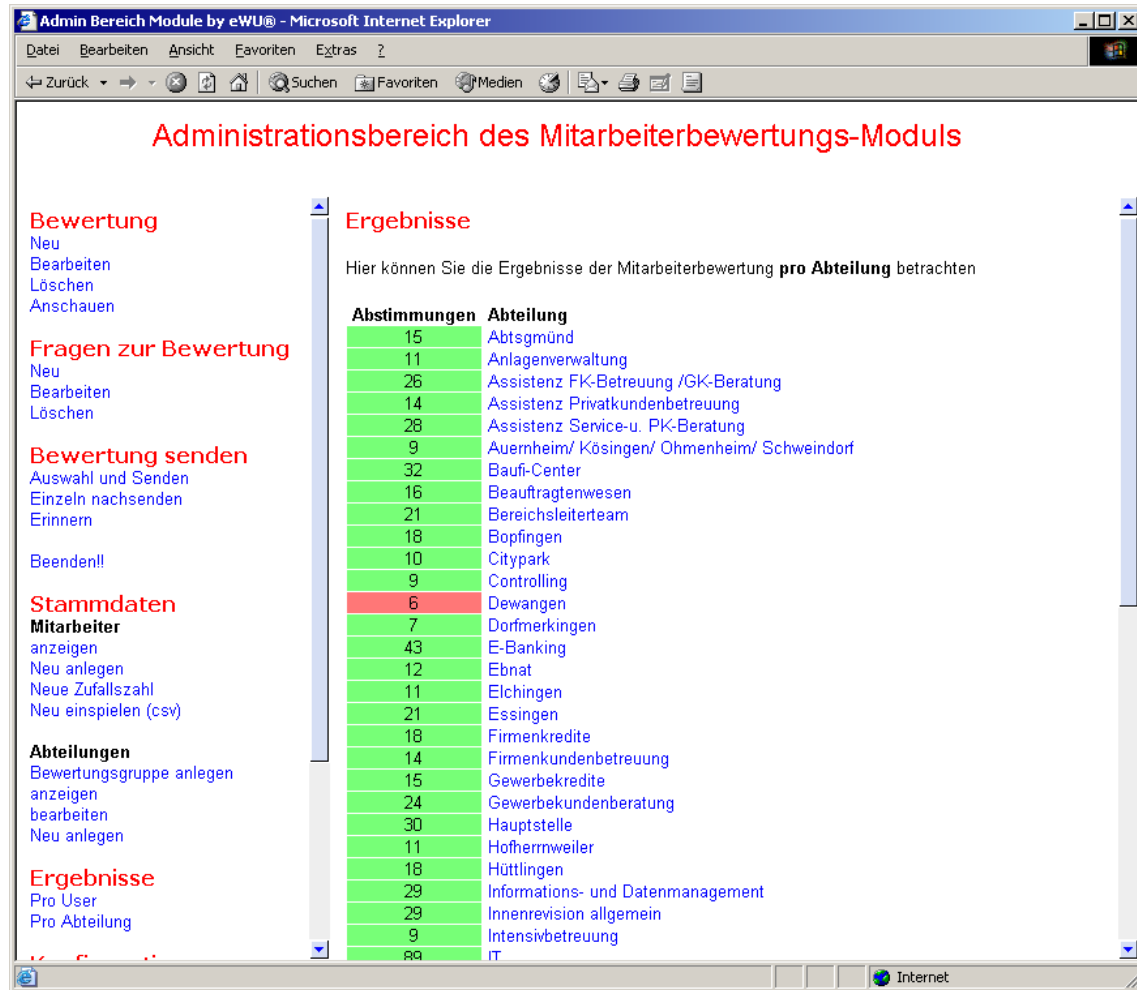 Admin Bereich Module by eWU® - Microsoft Internet Explorer
Datei Bearbeiten Ansicht Favoriten Extras ?
Zurück Suchen Favoriten Medien
Administrationsbereich des Mitarbeiterbewertungs-Moduls
Bewertung
Neu
Bearbeiten
Löschen
Anschauen
Fragen zur Bewertung
Neu
Bearbeiten
Löschen
Bewertung senden
Auswahl und Senden
Einzeln nachsenden
Erinnern
Beenden!!
Stammdaten
Mitarbeiter
anzeigen
Neu anlegen
Neue Zufallszahl
Neu einspielen (csv)
Abteilungen
Bewertungsgruppe anlegen
anzeigen
bearbeiten
Neu anlegen
Ergebnisse
Pro User
Pro Abteilung
Ergebnisse
Hier können Sie die Ergebnisse der Mitarbeiterbewertung pro Abteilung betrachten
Abstimmungen Abteilung
15 Abtsgmünd
11 Anlagenverwaltung
26 Assistenz FK-Betreuung /GK-Beratung
14 Assistenz Privatkundenbetreuung
28 Assistenz Service-u. PK-Beratung
9 Auernheim/ Kösingen/ Ohmenheim/ Schweindorf
32 Baufi-Center
16 Beauftragtenwesen
21 Bereichsleiterteam
18 Bopfingen
10 Citypark
9 Controlling
6 Dewangen
7 Dorfmerkingen
43 E-Banking
12 Ebnat
11 Elchingen
21 Essingen
18 Firmenkredite
14 Firmenkundenbetreuung
15 Gewerbekredite
24 Gewerbekundenberatung
30 Hauptstelle
11 Hofherrnweiler
18 Hüttlingen
29 Informations- und Datenmanagement
29 Innenrevision allgemein
9 Intensivbetreuung
89 IT
Internet